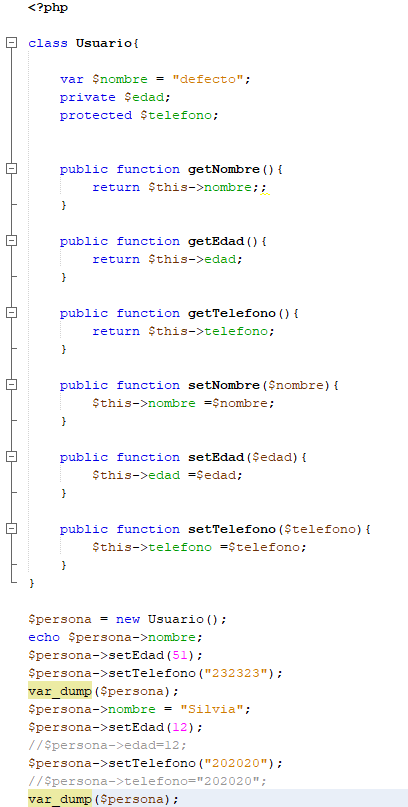 <?php
class Usuario{
var $nombre = "defecto";
private $edad;
protected $telefono;
public function getNombre(){
return $this->nombre;;
}
public function getEdad(){
return $this->edad;
}
public function getTelefono(){
return $this->telefono;
}
public function setNombre($nombre){
$this->nombre =$nombre;
}
public function setEdad($edad){
$this->edad =$edad;
}
public function setTelefono($telefono){
$this->telefono =$telefono;
}
}
$persona = new Usuario();
echo $persona->nombre;
$persona->setEdad(51);
$persona->setTelefono("232323");
var_dump($persona);
$persona->nombre = "Silvia";
$persona->setEdad(12);
//$persona->edad=12;
$persona->setTelefono("202020");
//$persona->telefono="202020";
var_dump($persona);